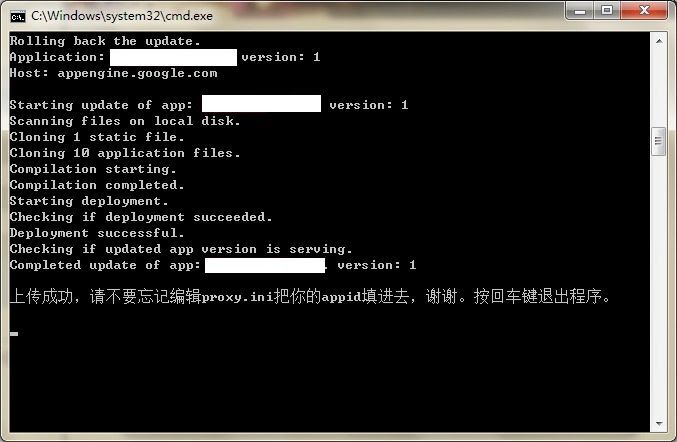 C:\Windows\system32\cmd.exe
Rolling back the update.
Application: version: 1
Host: appengine.google.com
Starting update of app: version: 1
Scanning files on local disk.
Cloning 1 static file.
Cloning 10 application files.
Compilation starting.
Compilation completed.
Starting deployment.
Checking if deployment succeeded.
Deployment successful.
Checking if updated app version is serving.
Completed update of app: . version: 1
上传成功，请不要忘记编辑proxy.ini把你的appid填进去，谢谢。按回车键退出程序。